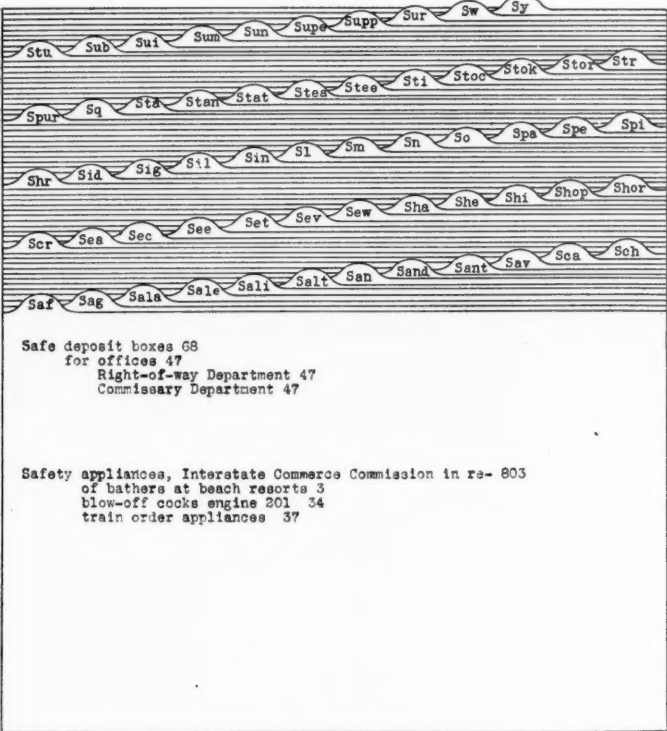 Stu Sub Sui Sum Sun Supe Supp Sur Sw Sy
Spur Sq Sta Stan Stat Stea Stee Sti Stoc Stok Stor Str
Shr Sid Sig Sil Sin Sl Sm Sn So Spa Spe Spi
Scr Sea Sec See Set Sev Sew Sha She Shi Shop Shor
Saf Sag Sala Sale Sali Salt San Sand Sant Sav Sca Sch
Safe deposit boxes 68
for offices 47
Right-of-way Department 47
Commissary Department 47
Safety appliances, Interstate Commerce Commission in re- 803
of bathers at beach resorts 3
blow-off cocks engine 201 34
train order appliances 37